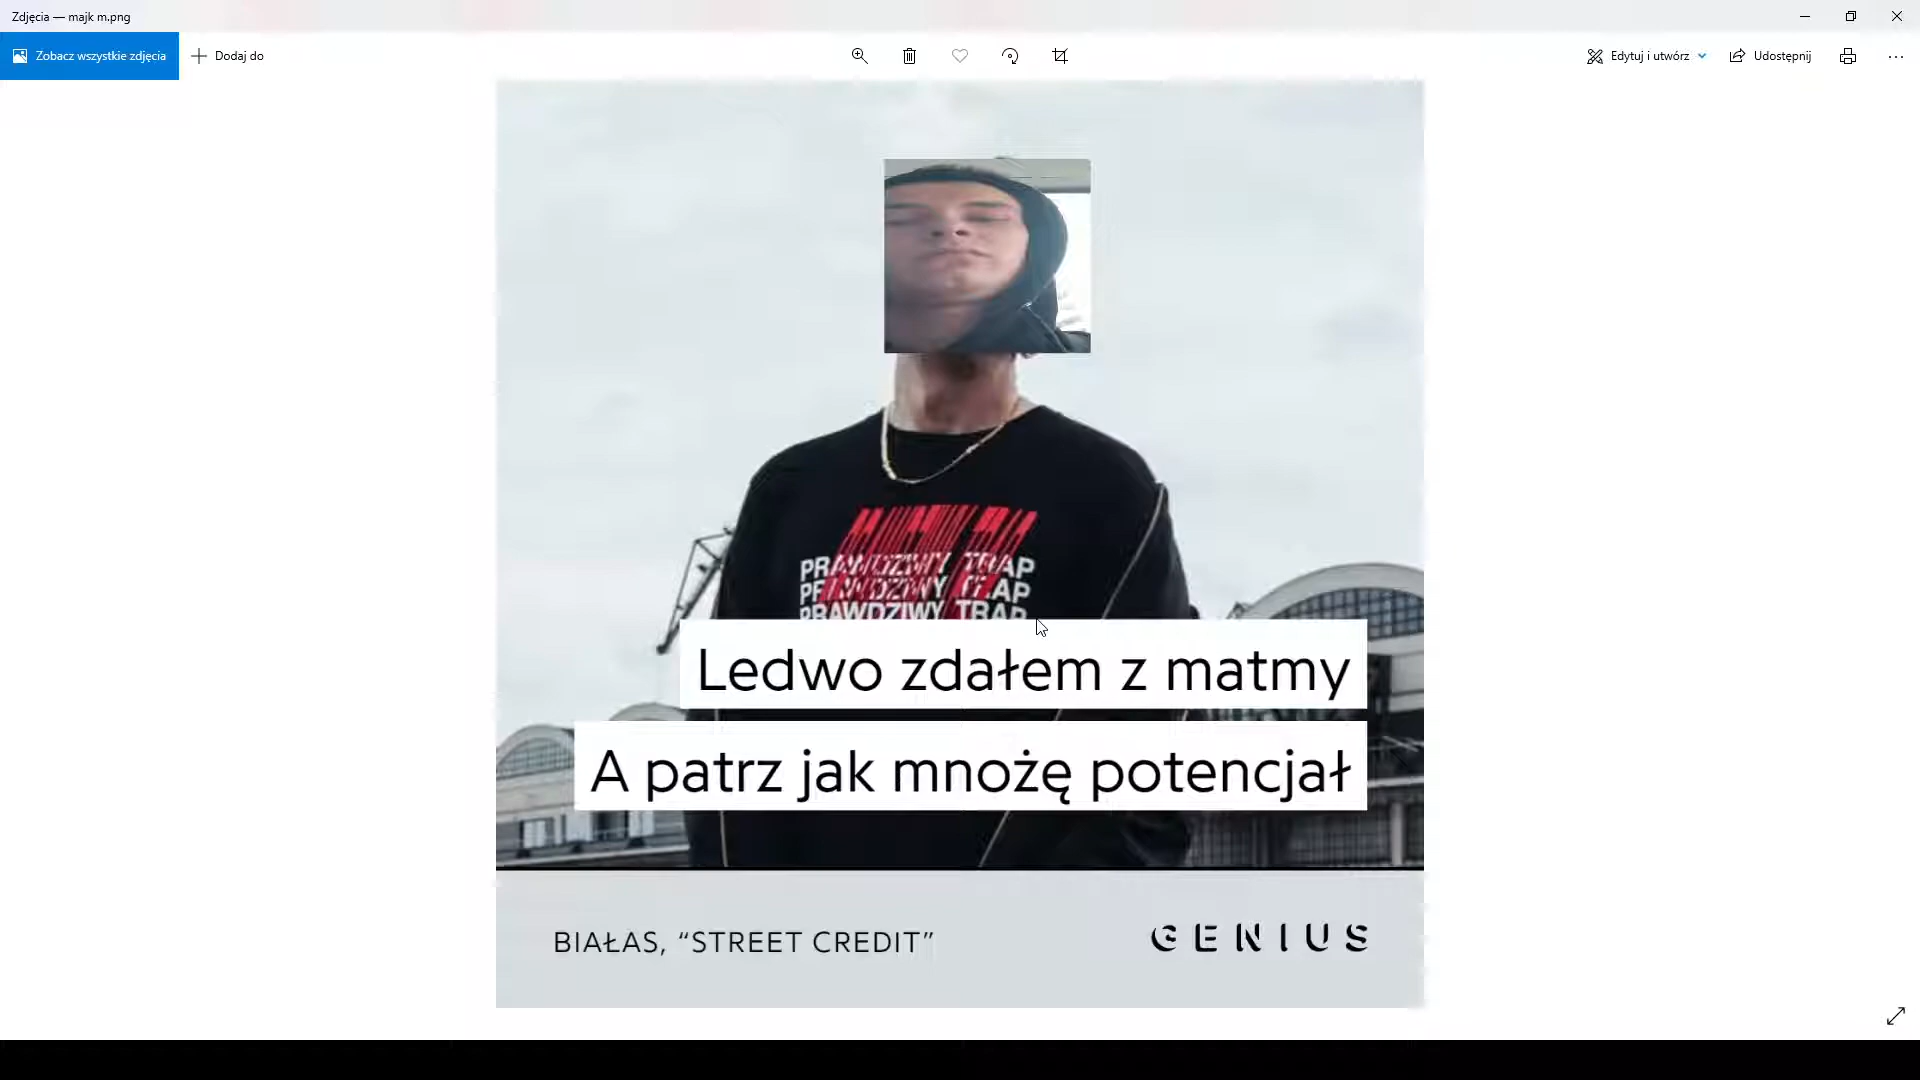 Zdjęcia — majk m.png
Zobacz wszystkie zdjęcia
Dodaj do
Edytuj i utwórz
Udostępnij
PRAWDZIWY TRAP
PRAWDZIWY TRAP
PRAWDZIWY TRAP
Ledwo zdałem z matmy
A patrz jak mnożę potencjał
BIAŁAS, “STREET CREDIT”
GENIUS